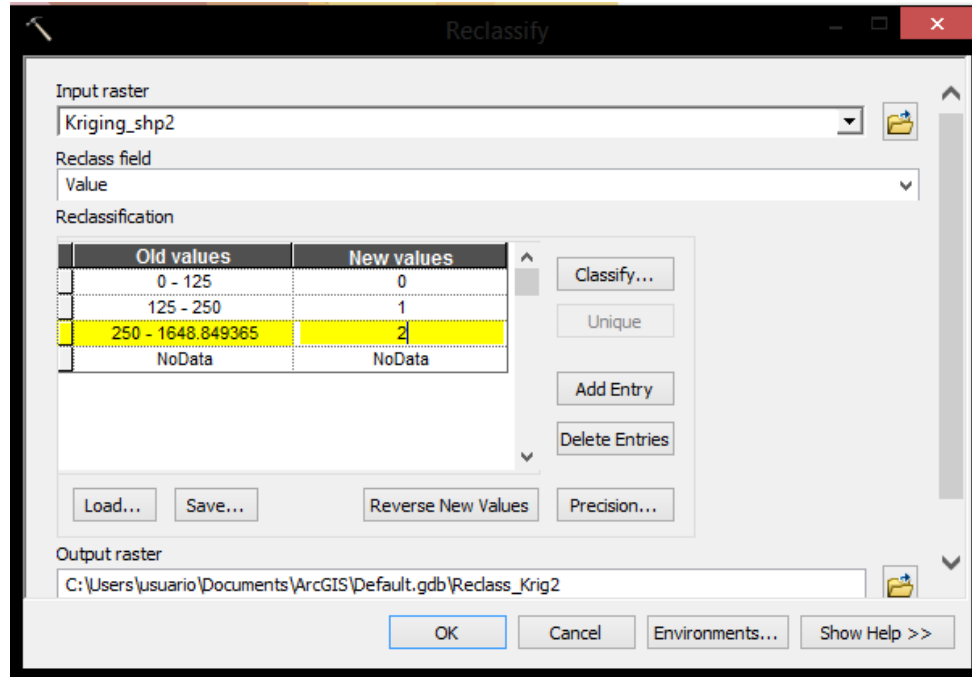 Reclassify
Input raster
Kriging_shp2
Reclass field
Value
Reclassification
Old values New values
0 - 125 0
125 - 250 1
250 - 1648.849365 2
NoData NoData
Classify...
Unique
Add Entry
Delete Entries
Load... Save... Reverse New Values Precision...
Output raster
C:\Users\usuario\Documents\ArcGIS\Default.gdb\Reclass_Krig2
OK Cancel Environments... Show Help >>